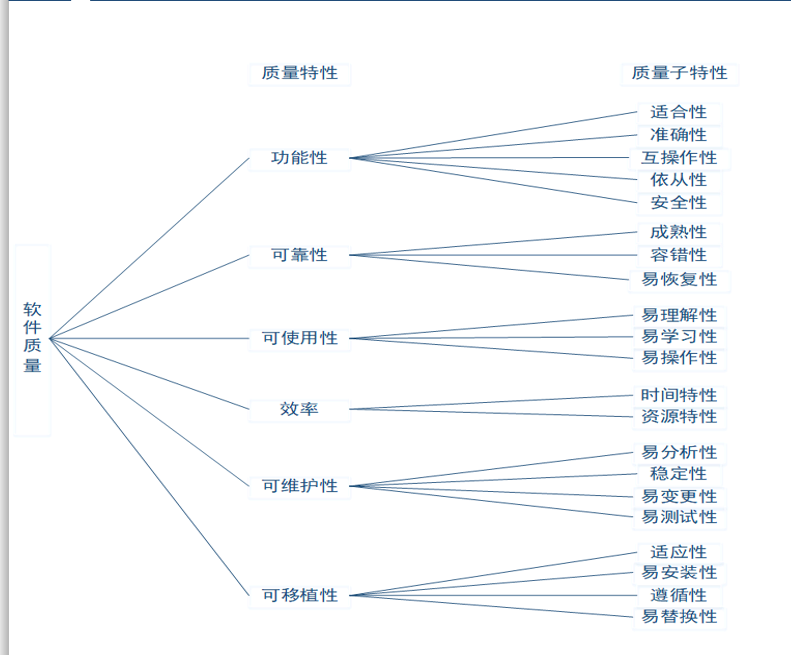 质量特性
质量子特性
软件质量
功能性
适合性
准确性
互操作性
依从性
安全性
可靠性
成熟性
容错性
易恢复性
可使用性
易理解性
易学习性
易操作性
效率
时间特性
资源特性
可维护性
易分析性
稳定性
易变更性
易测试性
可移植性
适应性
易安装性
遵循性
易替换性